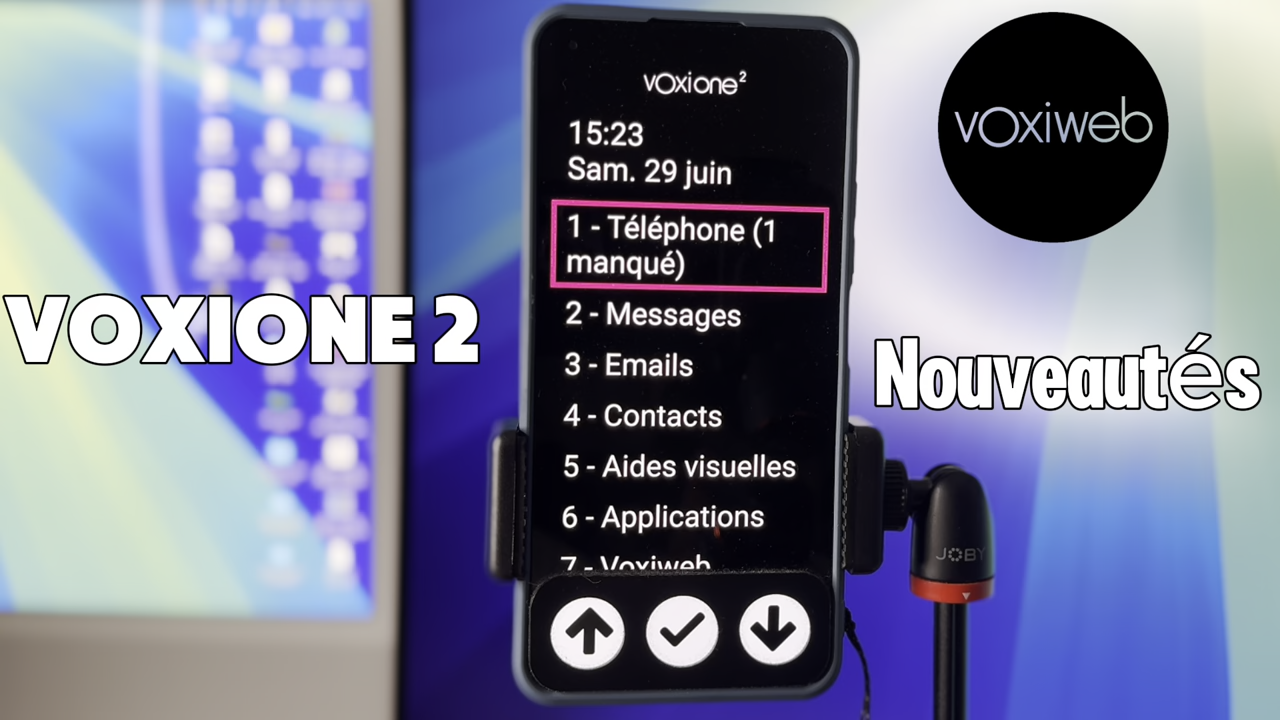 voxione²
15:23
Sam. 29 juin
1 - Téléphone (1
manqué)
2 - Messages
3 - Emails
4 - Contacts
5 - Aides visuelles
6 - Applications
7 - Voxiweb
voxiweb
VOXIONE 2
Nouveautés
JOBY